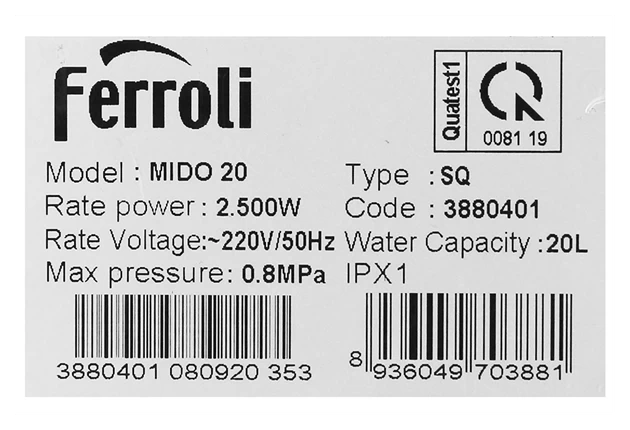 Ferroli
Quatest1
0081 19
Model : MIDO 20
Type : SQ
Rate power : 2.500W
Code : 3880401
Rate Voltage:~220V/50Hz
Water Capacity :20L
Max pressure: 0.8MPa
IPX1
3880401 080920 353
8 936049 703881